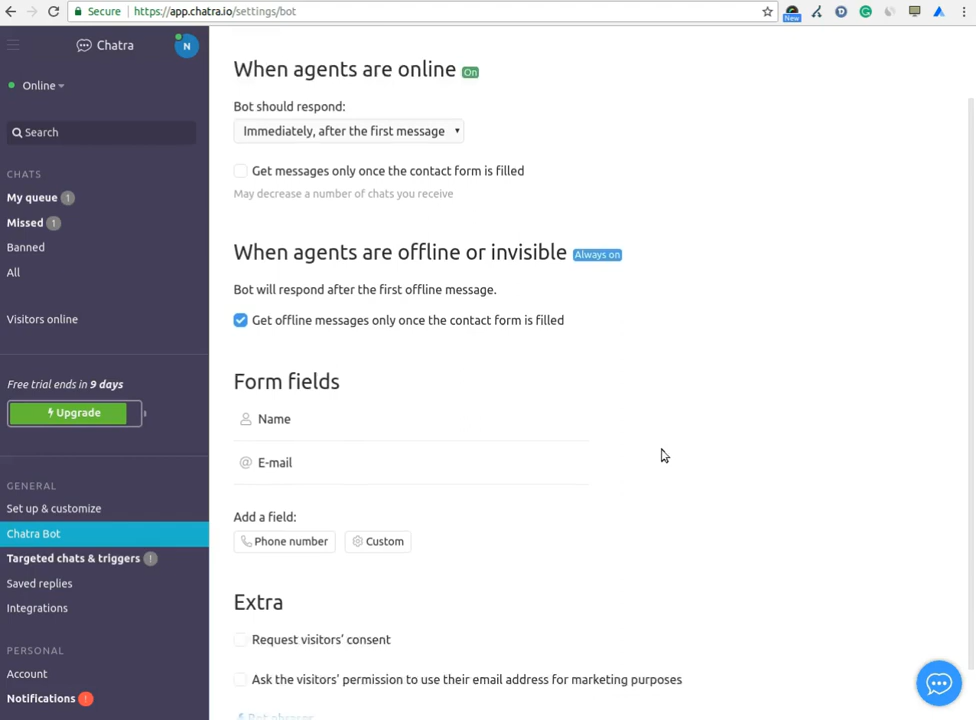 Secure
https://app.chatra.io/settings/bot
New
Chatra
N
Online
Search
CHATS
My queue 1
Missed 1
Banned
All
Visitors online
Free trial ends in 9 days
Upgrade
GENERAL
Set up & customize
Chatra Bot
Targeted chats & triggers !
Saved replies
Integrations
PERSONAL
Account
Notifications !
When agents are online On
Bot should respond:
Immediately, after the first message
Get messages only once the contact form is filled
May decrease a number of chats you receive
When agents are offline or invisible Always on
Bot will respond after the first offline message.
Get offline messages only once the contact form is filled
Form fields
Name
@ E-mail
Add a field:
Phone number Custom
Extra
Request visitors’ consent
Ask the visitors’ permission to use their email address for marketing purposes
Bot phrases